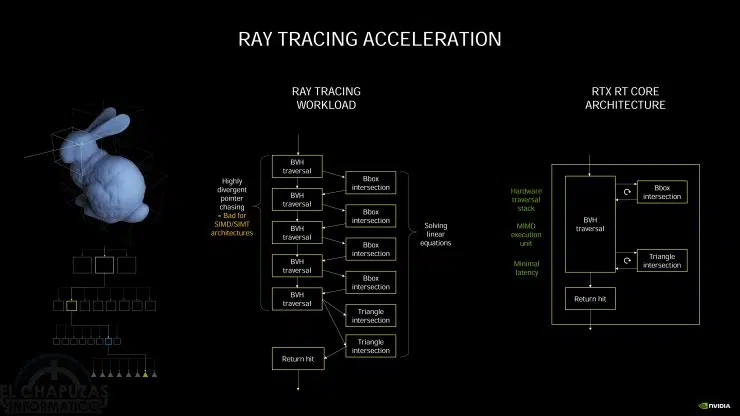 RAY TRACING ACCELERATION
RAY TRACING
WORKLOAD
Highly
divergent
pointer
chasing
= Bad for
SIMD/SIMT
architectures
BVH
traversal
Bbox
intersection
BVH
traversal
Bbox
intersection
BVH
traversal
Bbox
intersection
BVH
traversal
Bbox
intersection
BVH
traversal
Triangle
intersection
Triangle
intersection
Return hit
Solving
linear
equations
RTX RT CORE
ARCHITECTURE
Hardware
traversal
stack
MIMD
execution
unit
Minimal
latency
BVH
traversal
Bbox
intersection
Triangle
intersection
Return hit
EL CHAPUZAS
INFORMÁTICO
NVIDIA.